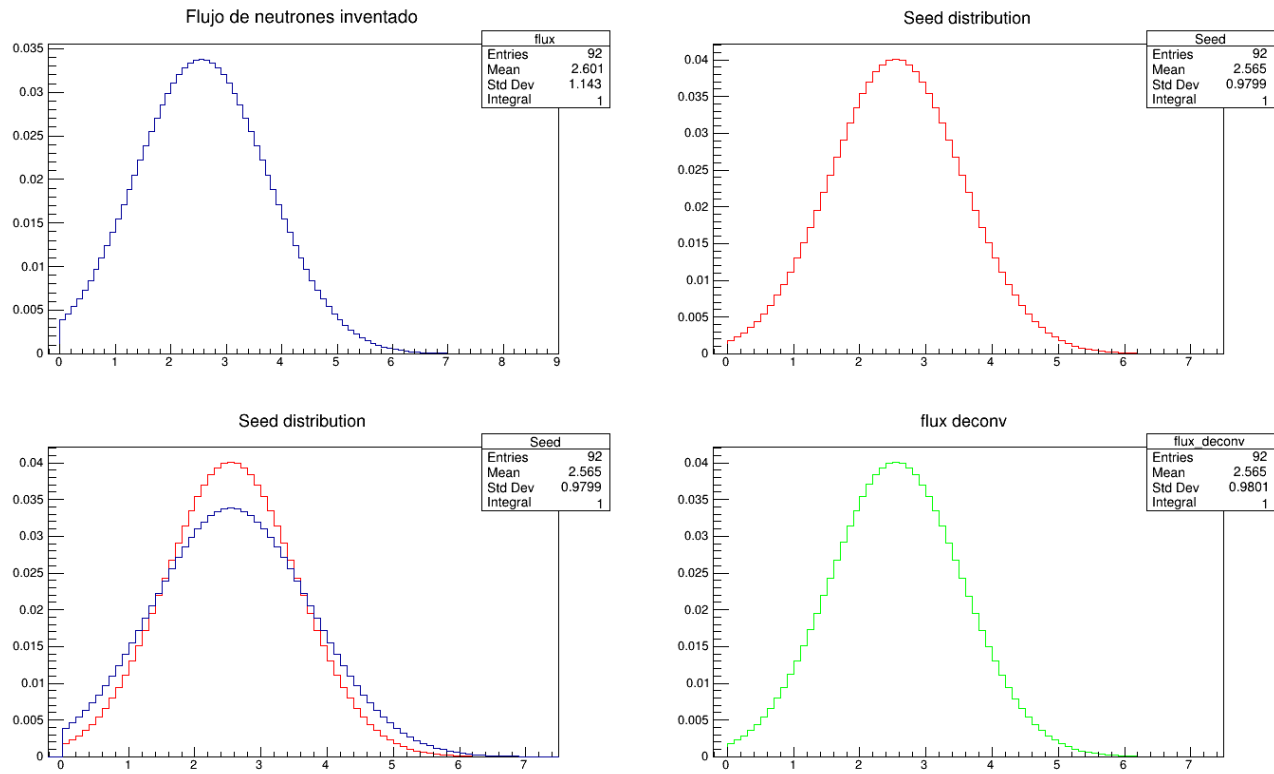 Flujo de neutrones inventado
flux
Entries 92
Mean 2.601
Std Dev 1.143
Integral 1
0.035
0.03
0.025
0.02
0.015
0.01
0.005
0
0 1 2 3 4 5 6 7 8 9
Seed distribution
Seed
Entries 92
Mean 2.565
Std Dev 0.9799
Integral 1
0.04
0.035
0.03
0.025
0.02
0.015
0.01
0.005
0
0 1 2 3 4 5 6 7
Seed distribution
Seed
Entries 92
Mean 2.565
Std Dev 0.9799
Integral 1
0.04
0.035
0.03
0.025
0.02
0.015
0.01
0.005
0
0 1 2 3 4 5 6 7
flux deconv
flux_deconv
Entries 92
Mean 2.565
Std Dev 0.9801
Integral 1
0.04
0.035
0.03
0.025
0.02
0.015
0.01
0.005
0
0 1 2 3 4 5 6 7